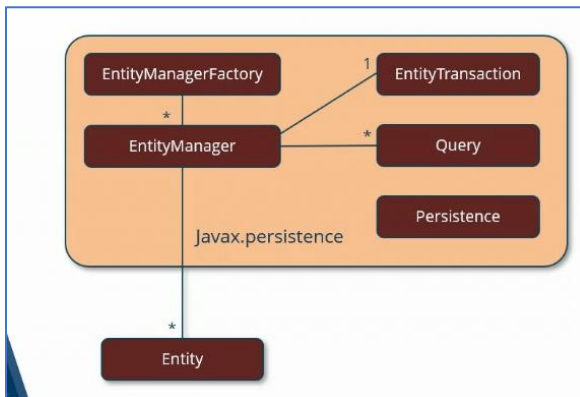 EntityManagerFactory
1
EntityTransaction
*
EntityManager
*
Query
Persistence
Javax.persistence
*
Entity